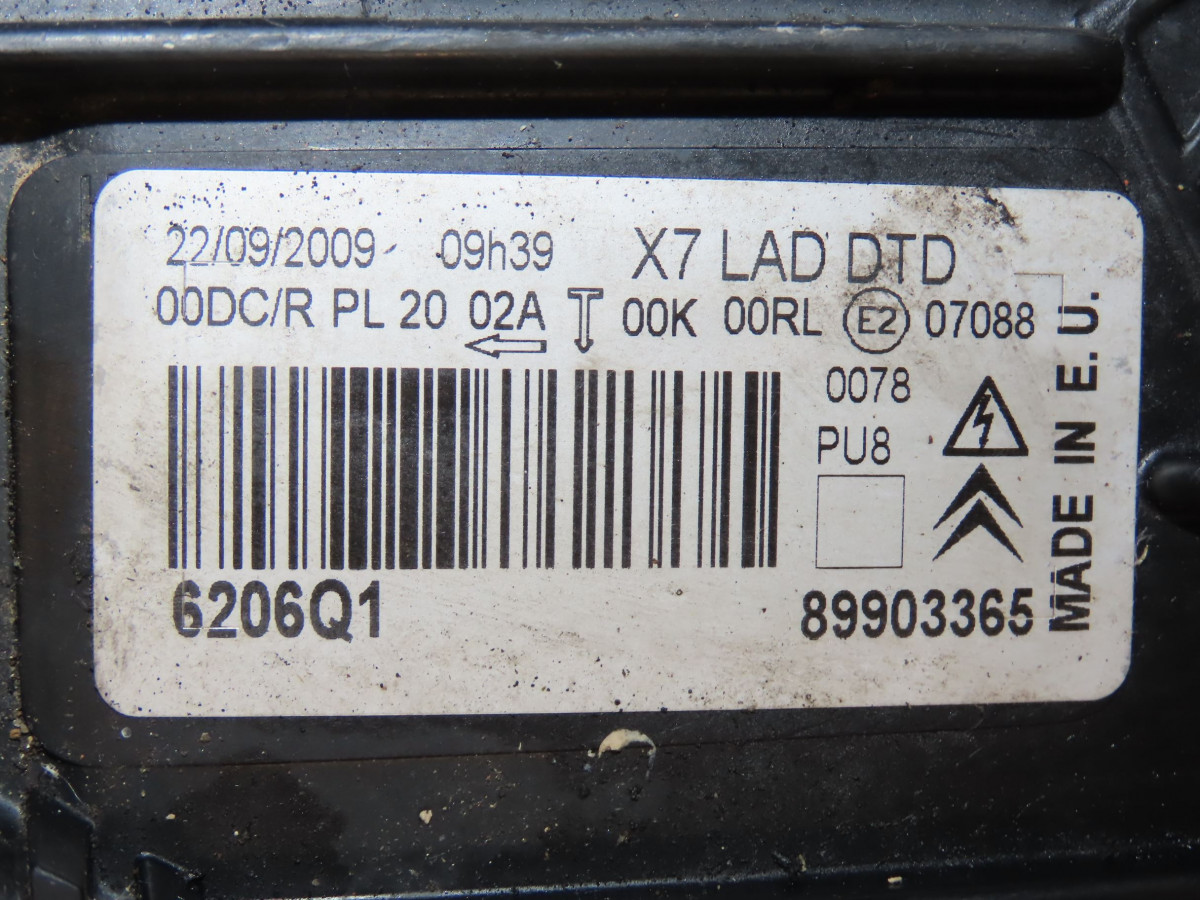 22/09/2009 09h39 X7 LAD DTD
00DC/R PL 20 02A 00K 00RL E2 07088
0078
PU8
6206Q1
89903365
MADE IN E.U.